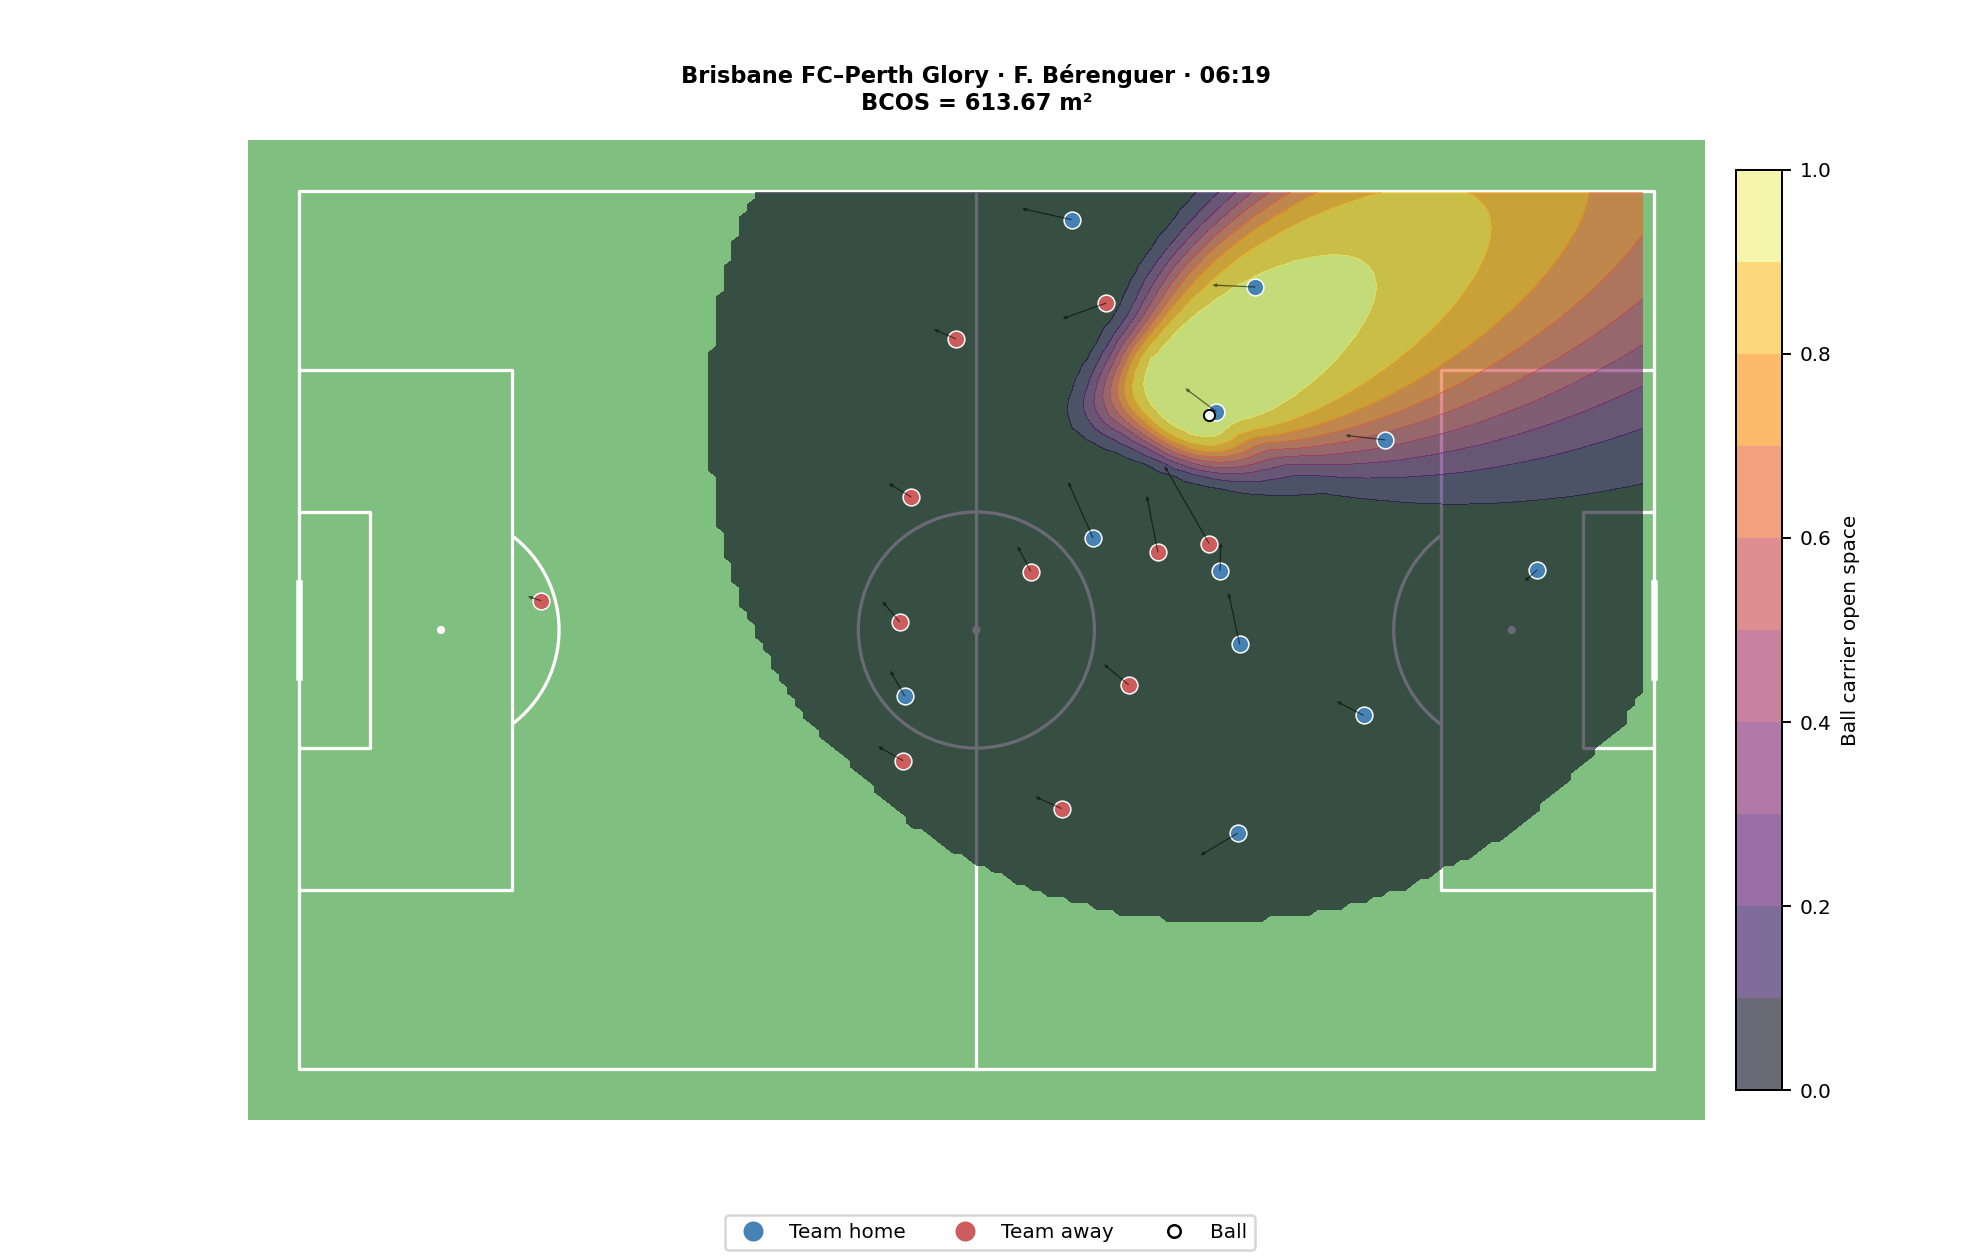 Brisbane FC–Perth Glory · F. Bérenguer · 06:19
BCOS = 613.67 m²
1.0
0.8
0.6
0.4
0.2
0.0
Ball carrier open space
Team home
Team away
Ball